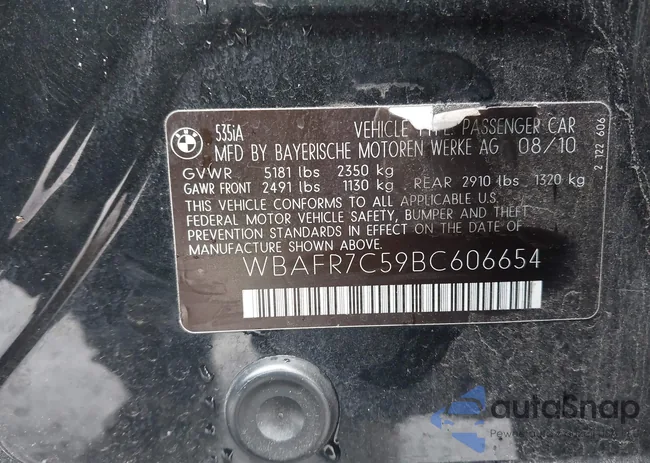 BMW
535iA
VEHICLE TYPE: PASSENGER CAR
MFD BY BAYERISCHE MOTOREN WERKE AG 08/10
GVWR 5181 lbs 2350 kg
GAWR FRONT 2491 lbs 1130 kg REAR 2910 lbs 1320 kg
THIS VEHICLE CONFORMS TO ALL APPLICABLE U.S.
FEDERAL MOTOR VEHICLE SAFETY, BUMPER AND THEFT
PREVENTION STANDARDS IN EFFECT ON THE DATE OF
MANUFACTURE SHOWN ABOVE.
WBAFR7C59BC606654
2 122 606
autoSnap